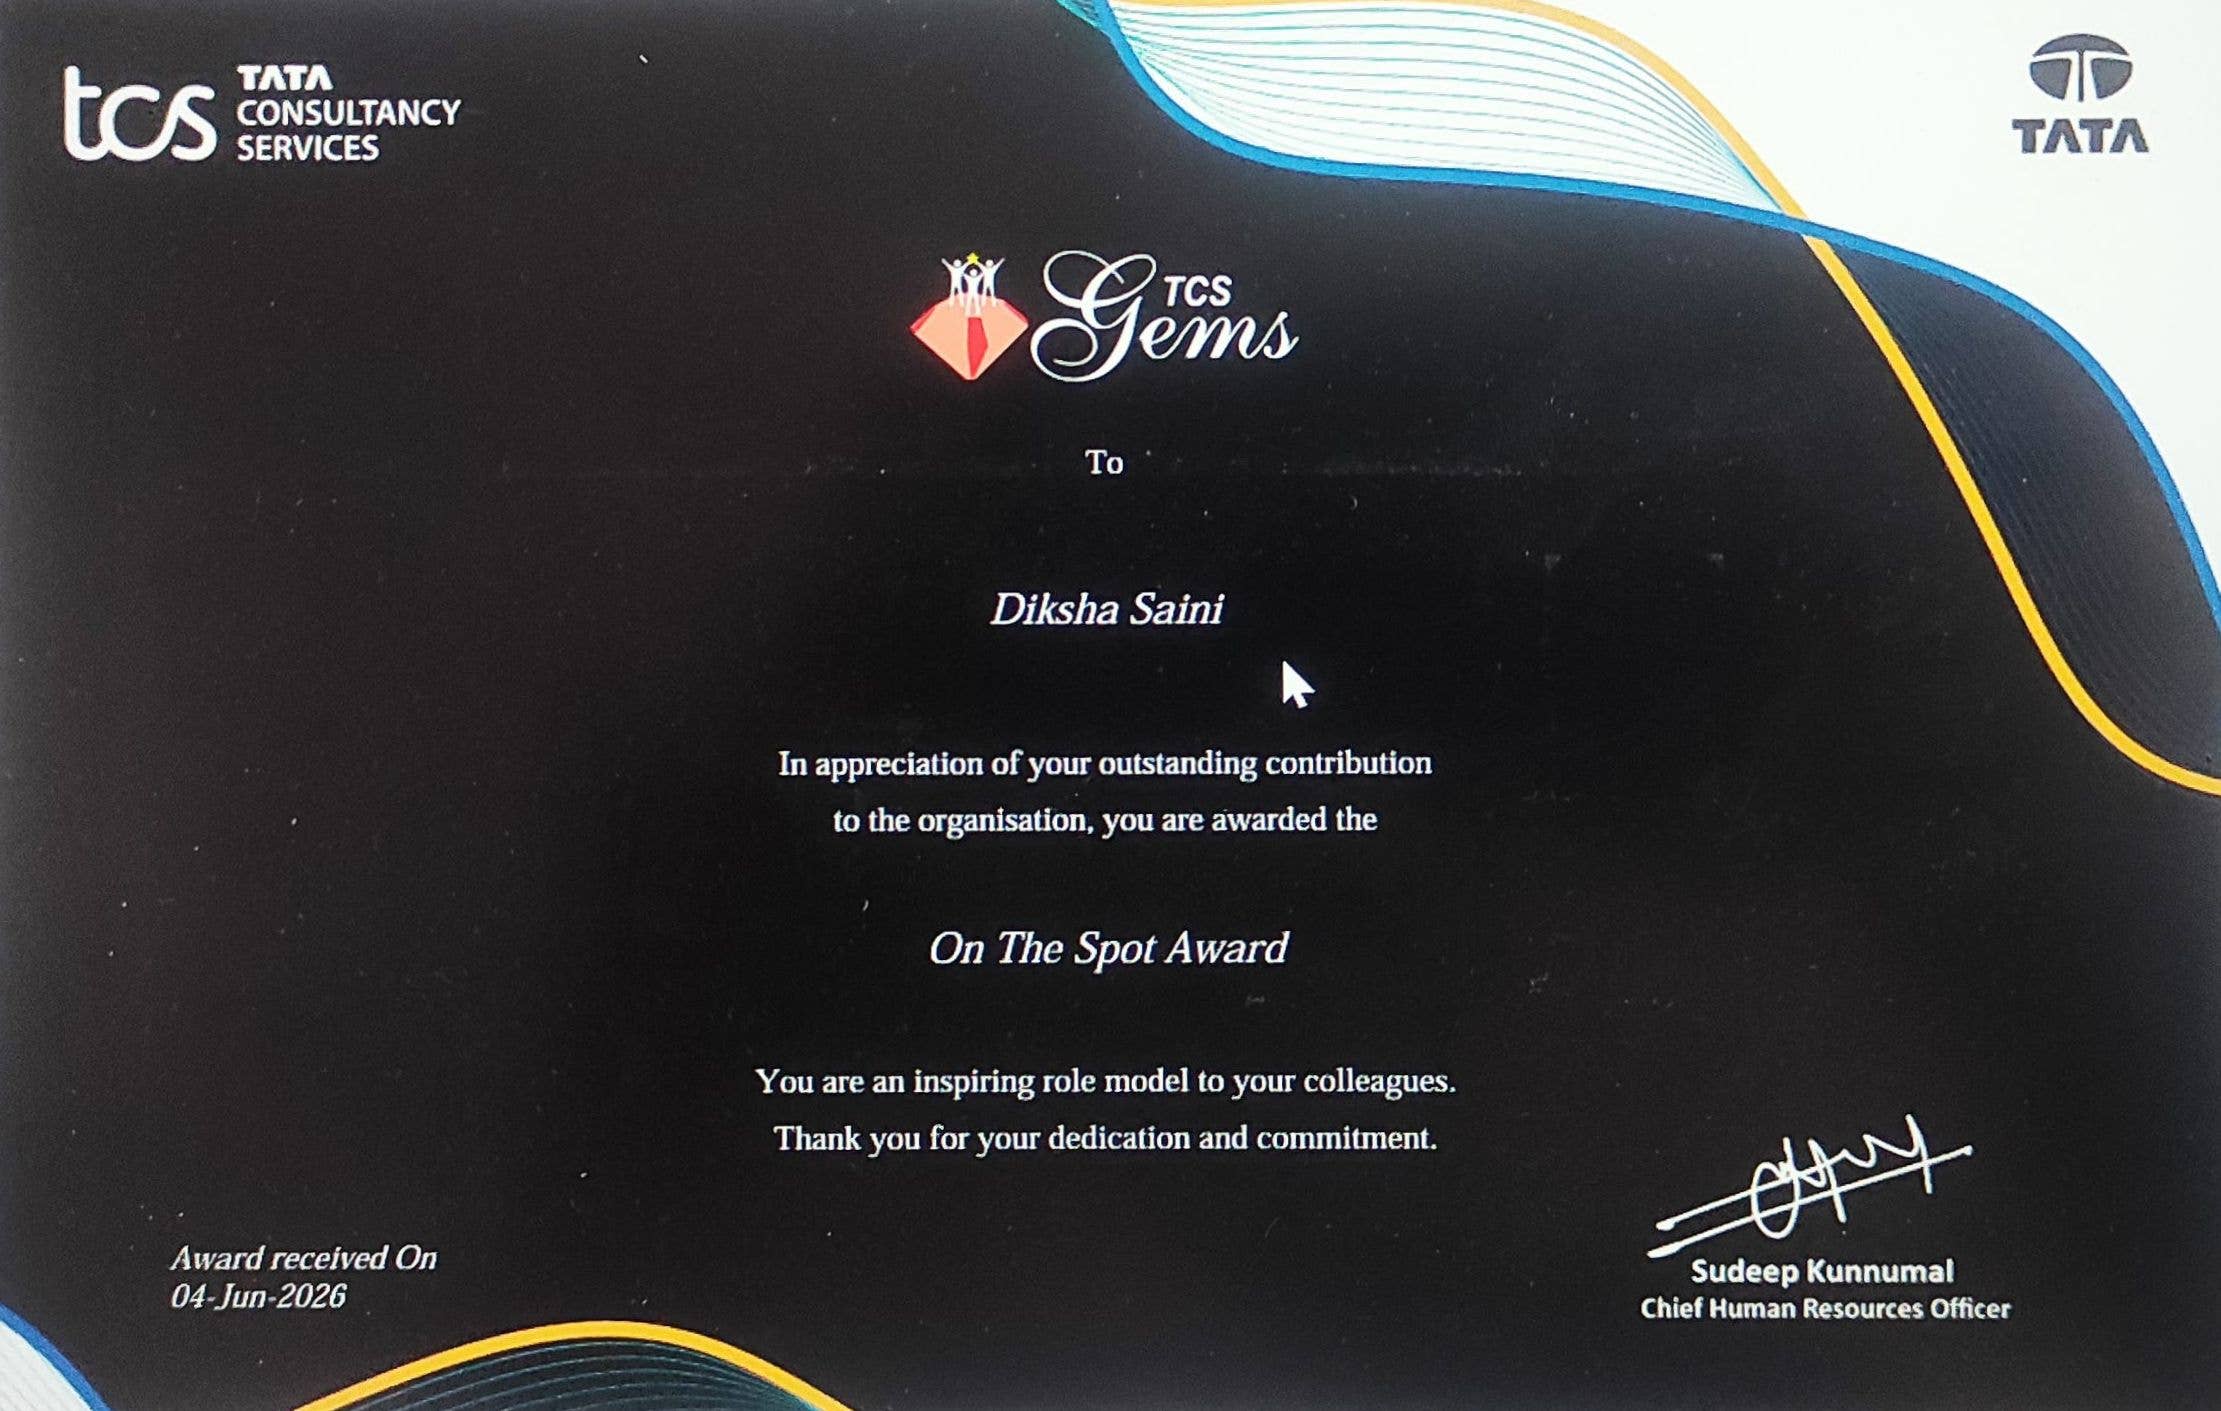 tcs TATA
CONSULTANCY
SERVICES
TATA
TCS
Gems
To
Diksha Saini
In appreciation of your outstanding contribution
to the organisation, you are awarded the
On The Spot Award
You are an inspiring role model to your colleagues.
Thank you for your dedication and commitment.
Award received On
04-Jun-2026
Sudeep Kunnumal
Chief Human Resources Officer